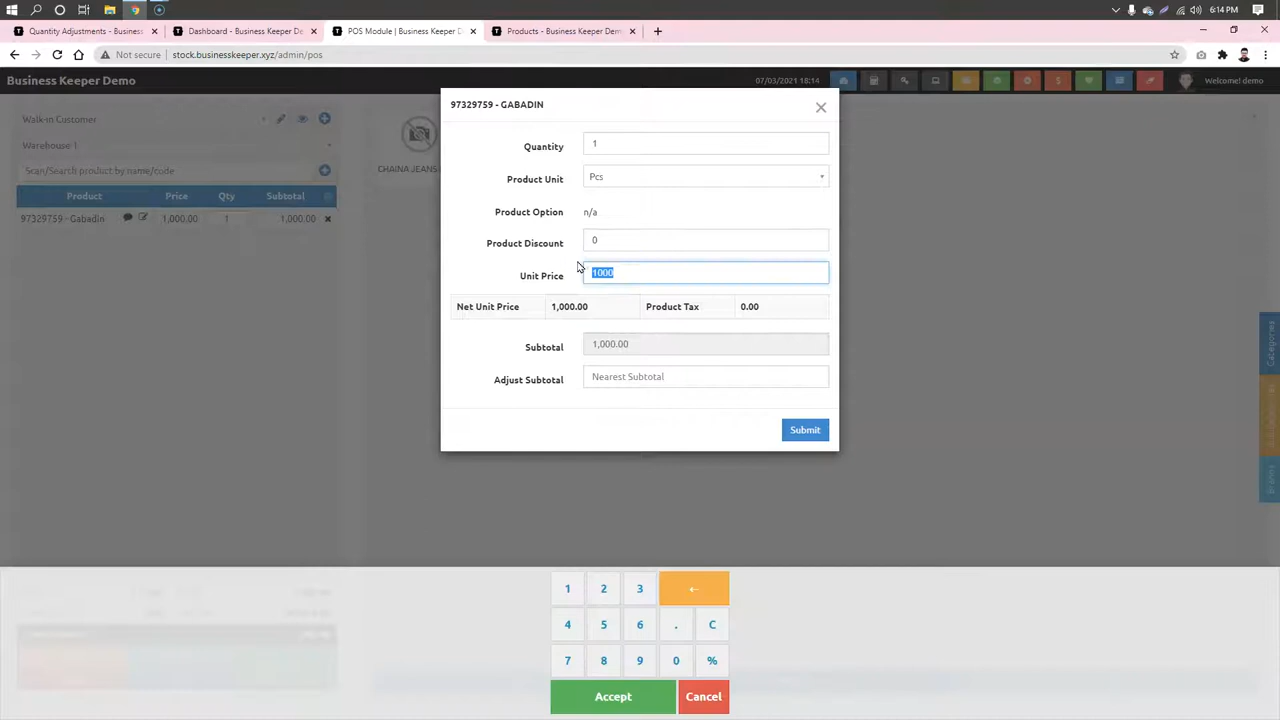 6:14 PM
Quantity Adjustments - Business
Dashboard - Business Keeper De
POS Module | Business Keeper D
Products - Business Keeper Dem
Not secure stock.businesskeeper.xyz/admin/pos
Business Keeper Demo
07/03/2021 18:14
Welcome! demo
97329759 - GABADIN
Walk-in Customer
Warehouse 1
Scan/Search product by name/code
Product Price Qty Subtotal
97329759 - Gabadin 1,000.00 1 1,000.00
CHAINA JEANS
Quantity 1
Product Unit Pcs
Product Option n/a
Product Discount 0
Unit Price 1000
Net Unit Price 1,000.00 Product Tax 0.00
Subtotal 1,000.00
Adjust Subtotal Nearest Subtotal
Submit
Categories
Brands
1 2 3 ←
4 5 6 . C
7 8 9 0 %
Accept Cancel